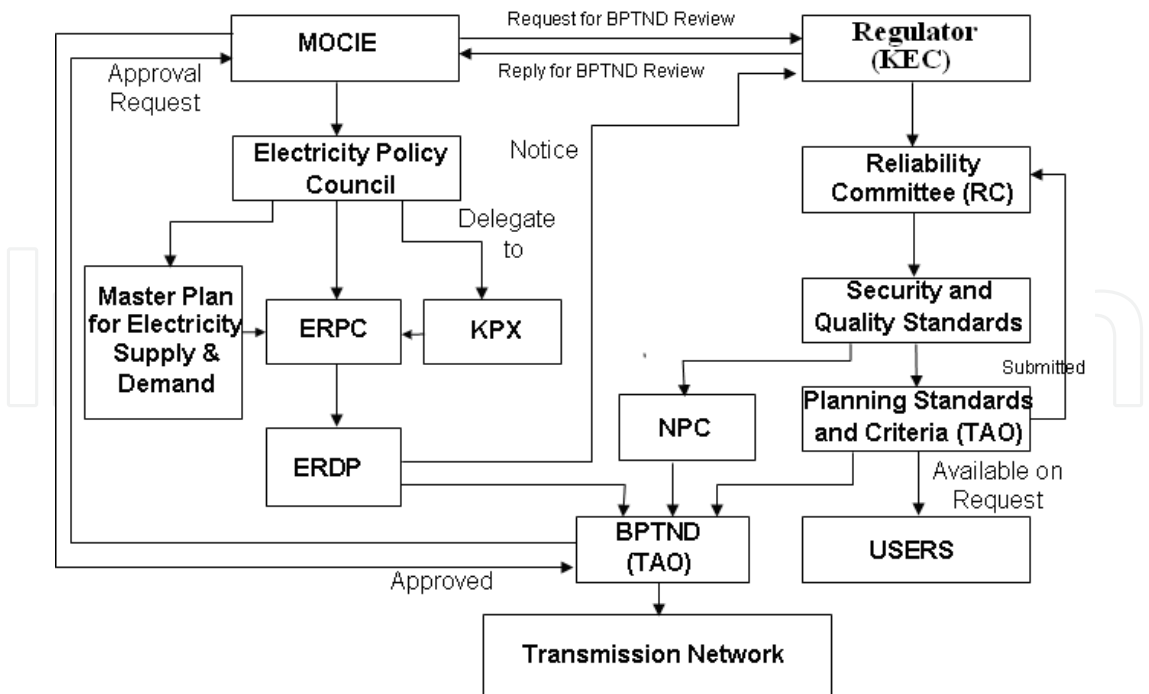 MOCIE
Request for BPTND Review
Reply for BPTND Review
Regulator
(KEC)
Approval
Request
Electricity Policy
Council
Notice
Reliability
Committee (RC)
Delegate
to
Master Plan
for Electricity
Supply &
Demand
ERPC
KPX
Security and
Quality Standards
Submitted
NPC
Planning Standards
and Criteria (TAO)
ERDP
Available on
Request
BPTND
(TAO)
USERS
Approved
Transmission Network